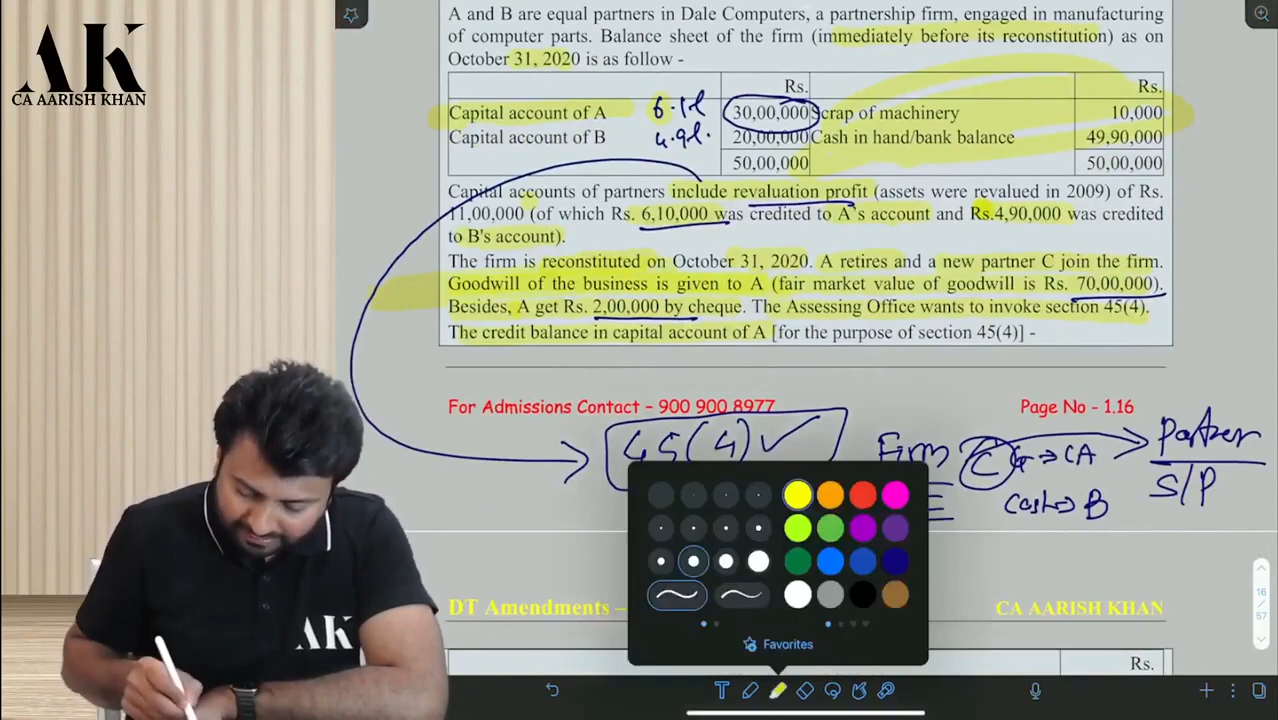 AK
CA AARISH KHAN
A and B are equal partners in Dale Computers, a partnership firm, engaged in manufacturing
of computer parts. Balance sheet of the firm (immediately before its reconstitution) as on
October 31, 2020 is as follow -
Rs. Rs.
Capital account of A 6.1l 30,00,000 Scrap of machinery 10,000
Capital account of B 4.9l. 20,00,000 Cash in hand/bank balance 49,90,000
50,00,000 50,00,000
Capital accounts of partners include revaluation profit (assets were revalued in 2009) of Rs.
11,00,000 (of which Rs. 6,10,000 was credited to A's account and Rs.4,90,000 was credited
to B's account).
The firm is reconstituted on October 31, 2020. A retires and a new partner C join the firm.
Goodwill of the business is given to A (fair market value of goodwill is Rs. 70,00,000).
Besides, A get Rs. 2,00,000 by cheque. The Assessing Office wants to invoke section 45(4).
The credit balance in capital account of A [for the purpose of section 45(4)] -
For Admissions Contact – 900 900 8977 Page No - 1.16
45(4) ✓ Firm CG → CA Partner
Cash → B S/P
DT Amendments – CA AARISH KHAN
Rs.
16
/
57
Favorites
AK
T